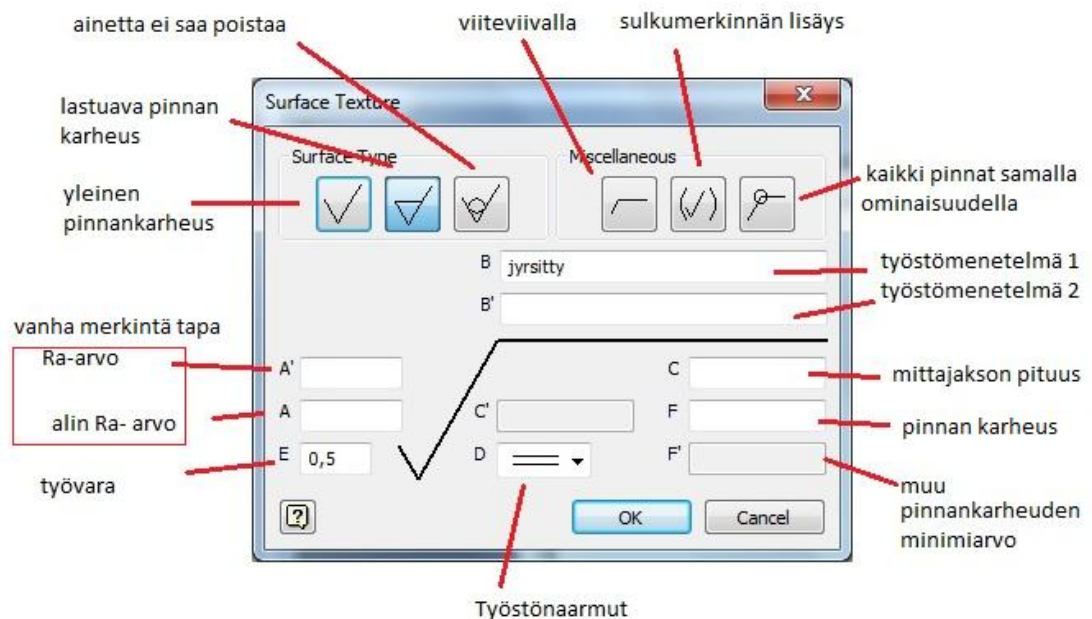 ainetta ei saa poistaa
viiteviivalla
sulkumerkinnän lisäys
lastuava pinnan
karheus
yleinen
pinnankarheus
Surface Texture
Surface Type
Miscellaneous
kaikki pinnat samalla
ominaisuudella
B jyrsitty
työstömenetelmä 1
B'
työstömenetelmä 2
vanha merkintä tapa
Ra-arvo
A'
C
mittajakson pituus
alin Ra- arvo
A
C'
F
pinnan karheus
työvara
E 0,5
D
F'
muu
pinnankarheuden
minimiarvo
?
OK
Cancel
Työstönaarmut